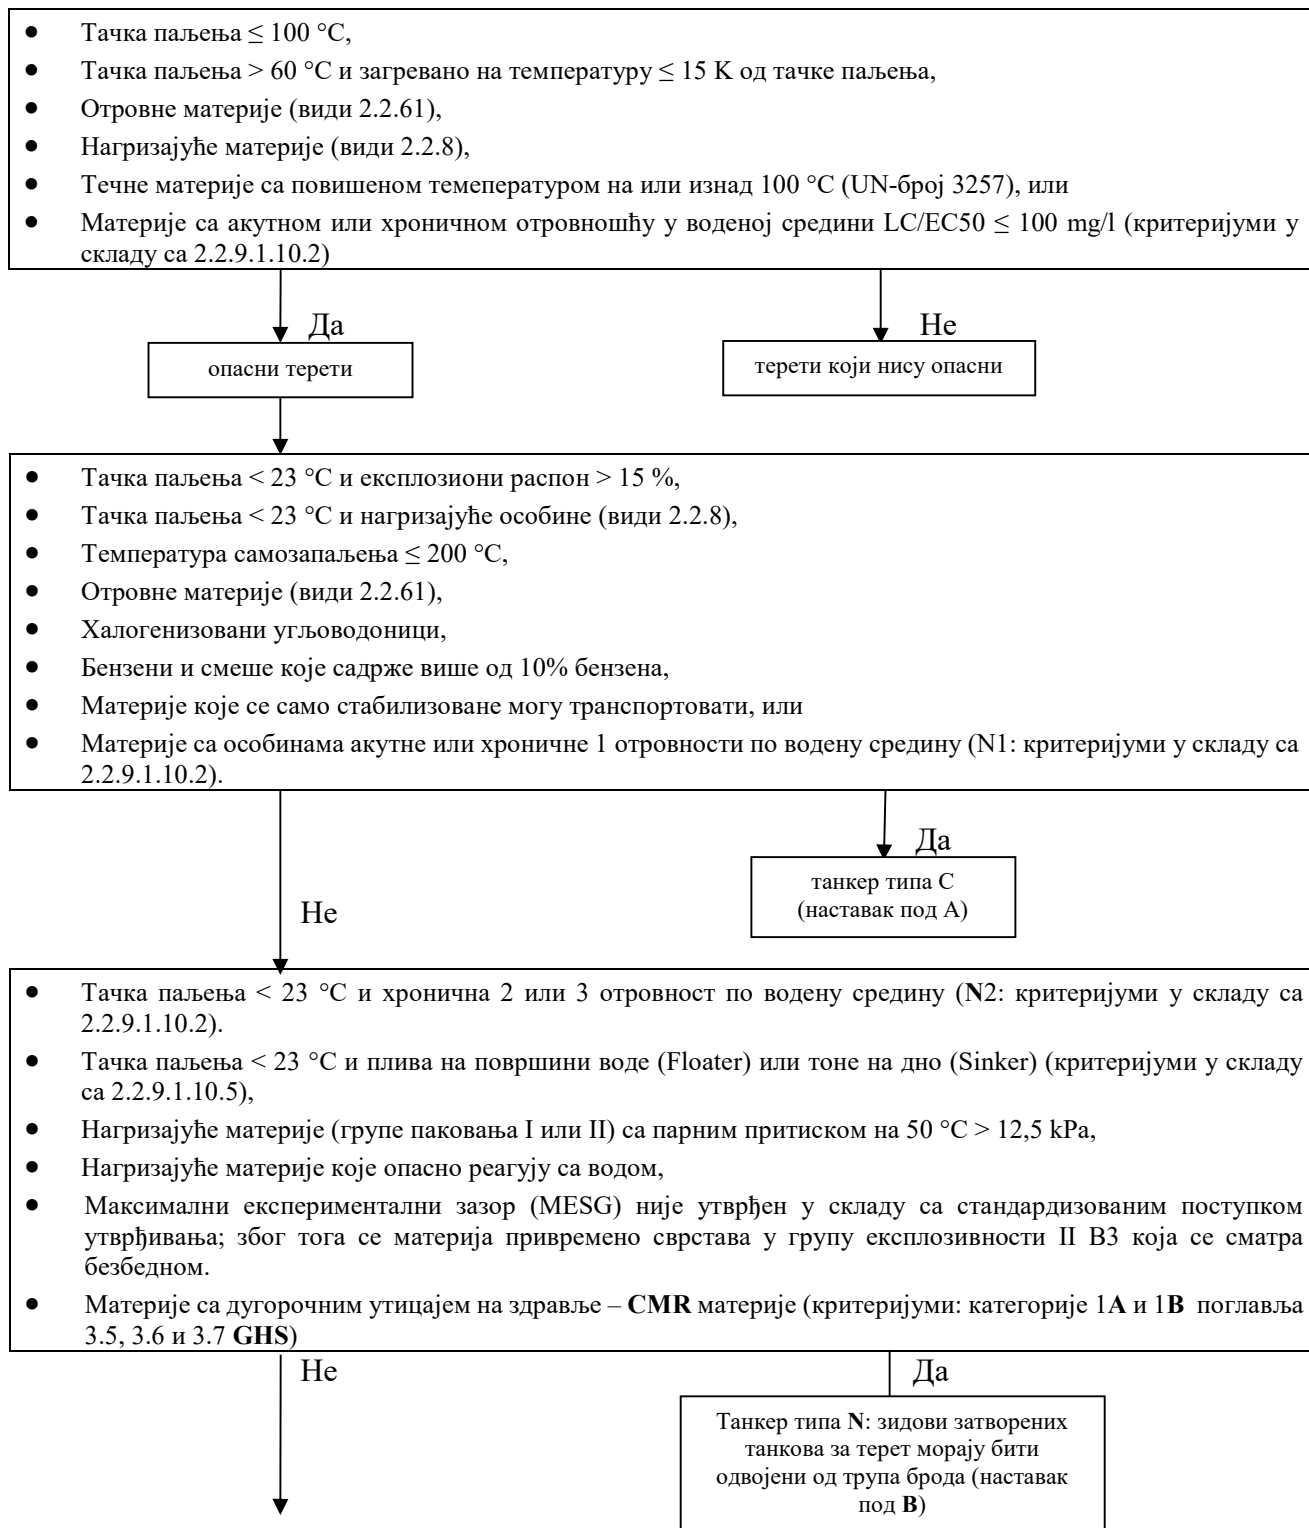 • Тачка паљења ≤ 100 °C,
• Тачка паљења > 60 °C и загревано на температуру ≤ 15 K од тачке паљења,
• Отровне материје (види 2.2.61),
• Нагризајуће материје (види 2.2.8),
• Течне материје са повишеном темепературом на или изнад 100 °C (UN-број 3257), или
• Материје са акутном или хроничном отровношћу у воденој средини LC/EC50 ≤ 100 mg/l (критеријуми у
складу са 2.2.9.1.10.2)
Да
Не
опасни терети
терети који нису опасни
• Тачка паљења < 23 °C и експлозиони распон > 15 %,
• Тачка паљења < 23 °C и нагризајуће особине (види 2.2.8),
• Температура самозапаљења ≤ 200 °C,
• Отровне материје (види 2.2.61),
• Халогенизовани угљоводоници,
• Бензени и смеше које садрже више од 10% бензена,
• Материје које се само стабилизоване могу транспортовати, или
• Материје са особинама акутне или хроничне 1 отровности по водену средину (N1: критеријуми у складу са
2.2.9.1.10.2).
Да
танкер типа C
(наставак под А)
Не
• Тачка паљења < 23 °C и хронична 2 или 3 отровност по водену средину (N2: критеријуми у складу са
2.2.9.1.10.2).
• Тачка паљења < 23 °C и плива на површини воде (Floater) или тоне на дно (Sinker) (критеријуми у складу
са 2.2.9.1.10.5),
• Нагризајуће материје (групе паковања I или II) са парним притиском на 50 °C > 12,5 kPa,
• Нагризајуће материје које опасно реагују са водом,
• Максимални експериментални зазор (MESG) није утврђен у складу са стандардизованим поступком
утврђивања; због тога се материја привремено сврстава у групу експлозивности II B3 која се сматра
безбедном.
• Материје са дугорочним утицајем на здравље – CMR материје (критеријуми: категорије 1A и 1B поглавља
3.5, 3.6 и 3.7 GHS)
Не
Да
Танкер типа N: зидови затворених
танкова за терет морају бити
одвојени од трупа брода (наставак
под B)